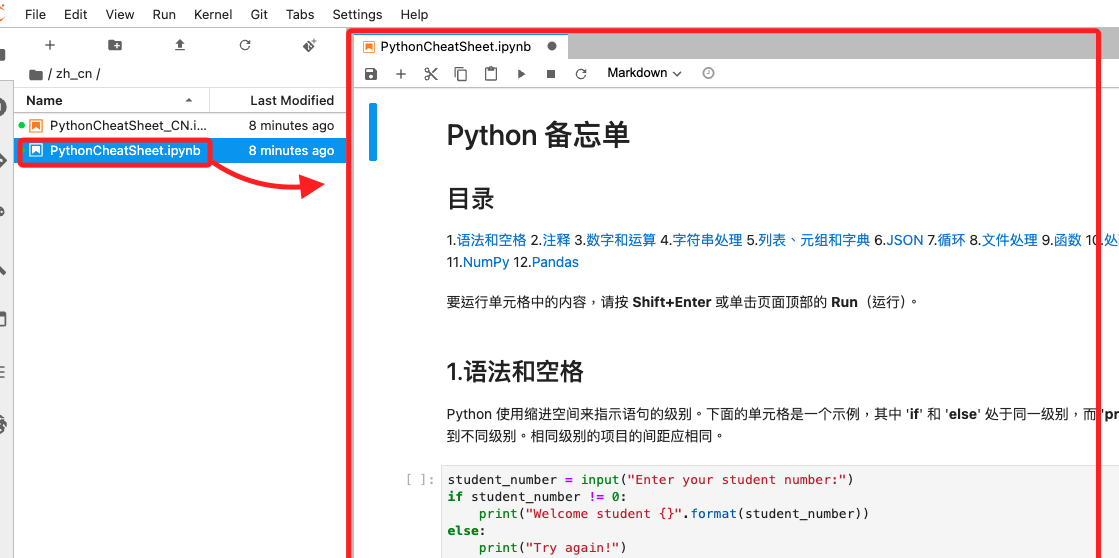 File Edit View Run Kernel Git Tabs Settings Help
PythonCheatSheet.ipynb
/ zh_cn /
Markdown
Name Last Modified
PythonCheatSheet_CN.i... 8 minutes ago
PythonCheatSheet.ipynb 8 minutes ago
Python 备忘单
目录
1.语法和空格 2.注释 3.数字和运算 4.字符串处理 5.列表、元组和字典 6.JSON 7.循环 8.文件处理 9.函数 10.处
11.NumPy 12.Pandas
要运行单元格中的内容，请按 Shift+Enter 或单击页面顶部的 Run（运行）。
1.语法和空格
Python 使用缩进空间来指示语句的级别。下面的单元格是一个示例，其中 'if' 和 'else' 处于同一级别，而 'pr
到不同级别。相同级别的项目的间距应相同。
[ ]: student_number = input("Enter your student number:")
if student_number != 0:
    print("Welcome student {}".format(student_number))
else:
    print("Try again!")